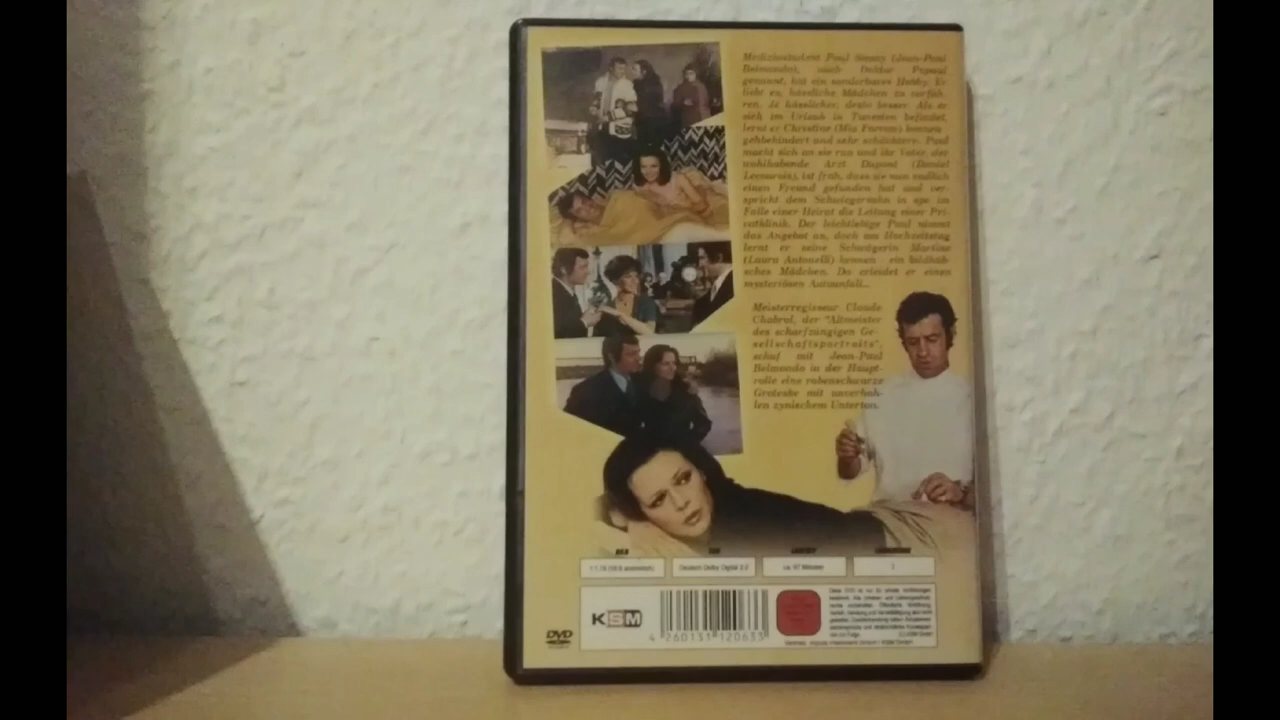 Medizinstudent Paul Simay (Jean-Paul
Belmondo), auch Doktor Popaul
genannt, hat ein sonderbares Hobby. Er
liebt es, hässliche Mädchen zu verfüh-
ren. Je hässlicher, desto besser. Als er
sich im Urlaub in Tunesien befindet,
lernt er Christine (Mia Farrow) kennen -
gehbehindert und sehr schüchtern. Paul
macht sich an sie ran und ihr Vater, der
wohlhabende Arzt Dupont (Daniel
ist froh, dass sie nun endlich
einen Freund gefunden hat und ver-
spricht dem Schwiegersohn in spe im
Falle einer Heirat die Leitung einer Pri-
vatklinik. Der leichtlebige Paul nimmt
das Angebot an, doch am Hochzeitstag
lernt er seine Schwägerin Martine
(Laura Antonelli) kennen - ein bildhüb-
sches Mädchen. Da erleidet er einen
mysteriösen Autounfall...
Meisterregisseur Claude
Chabrol, der "Altmeister
des scharfzüngigen Ge-
sellschaftsportraits",
schuf mit Jean-Paul
Belmondo in der Haupt-
rolle eine rabenschwarze
Groteske mit unverhoh-
len zynischem Unterton.
Deutsch Dolby Digital 2.0
ca. 97 Minuten
KSM
4 260131 120633
DVD